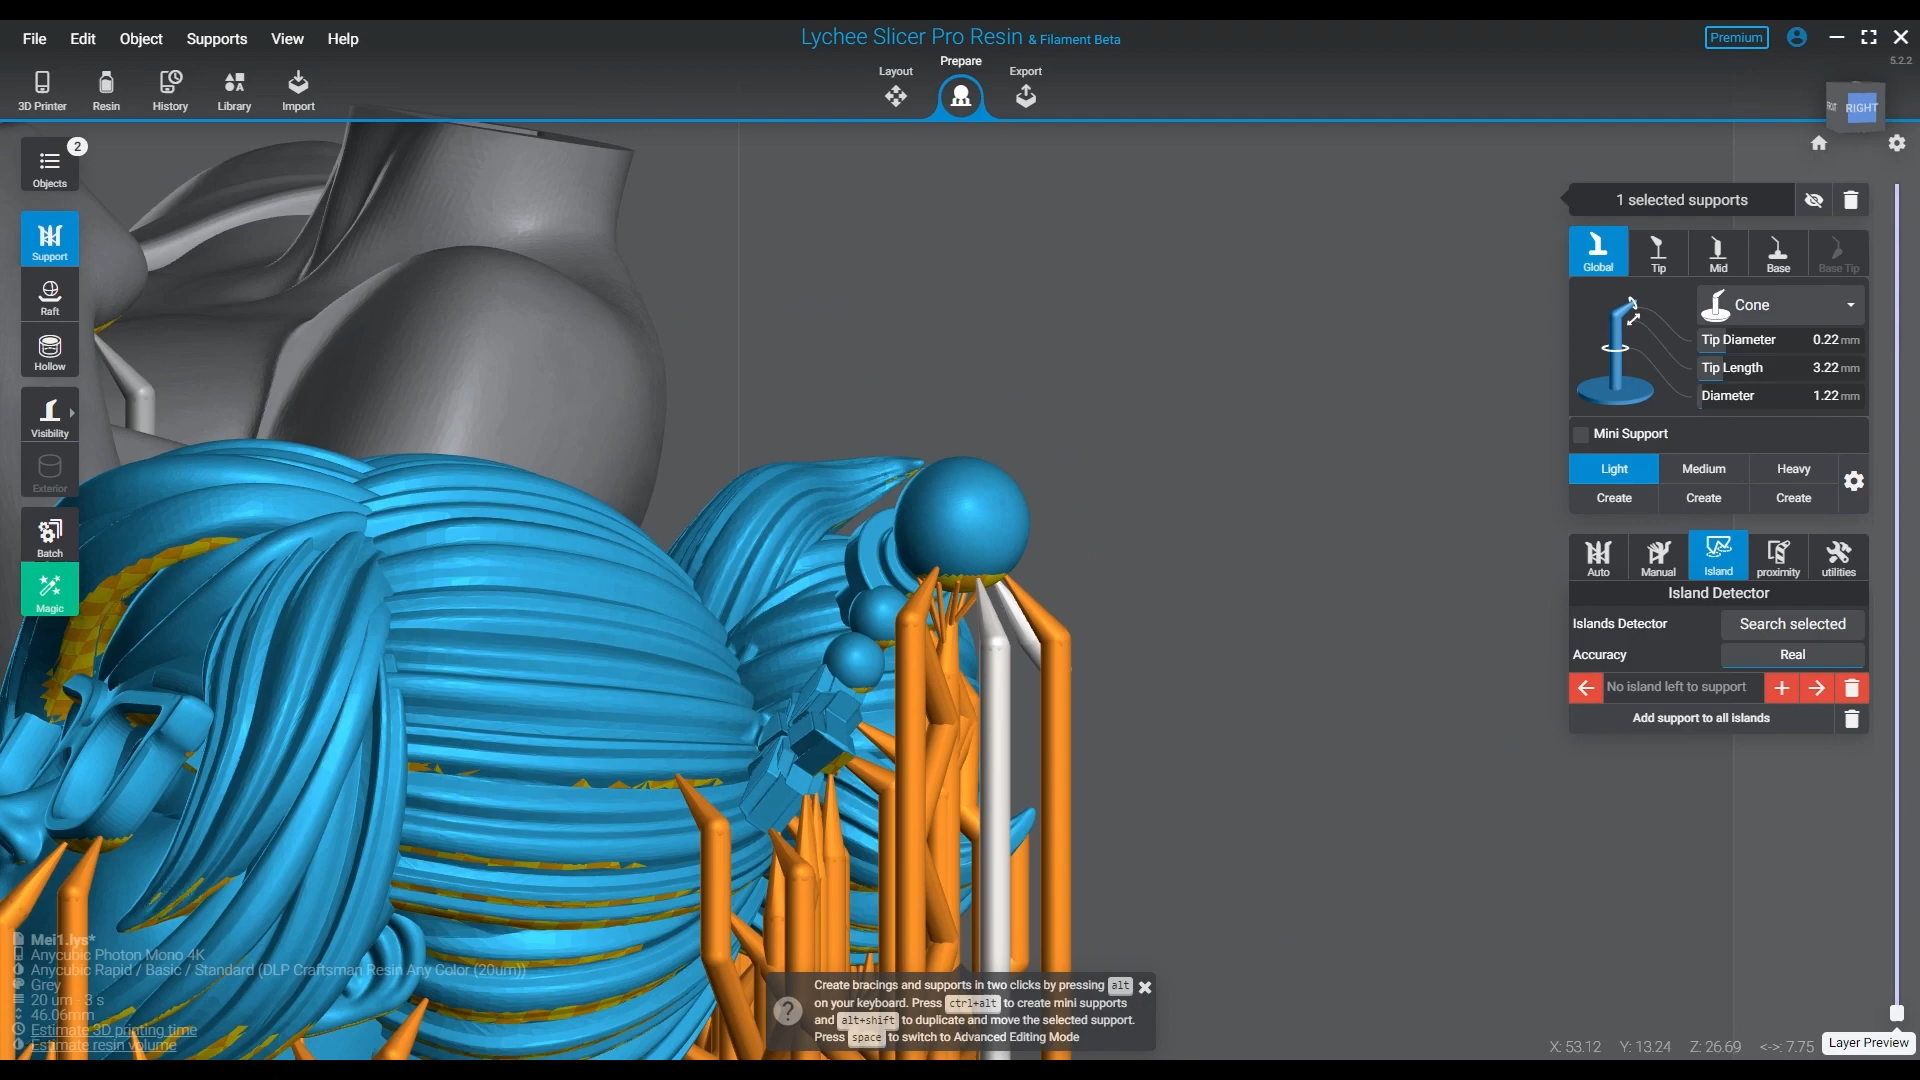 File Edit Object Supports View Help
Lychee Slicer Pro Resin & Filament Beta
Premium
5.2.2
3D Printer Resin History Library Import
Layout Prepare Export
RIGHT
2
Objects
Support
Raft
Hollow
Visibility
Exterior
Batch
Magic
1 selected supports
Global Tip Mid Base Base Tip
Cone
Tip Diameter 0.22 mm
Tip Length 3.22 mm
Diameter 1.22 mm
Mini Support
Light Medium Heavy
Create Create Create
Auto Manual Island proximity utilities
Island Detector
Islands Detector Search selected
Accuracy Real
No island left to support
Add support to all islands
Mei1.lys*
Anycubic Photon Mono 4K
Anycubic Rapid / Basic / Standard (DLP Craftsman Resin Any Color (20um))
Grey
20 um - 3 s
46.06mm
Estimate 3D printing time
Estimate resin volume
Create bracings and supports in two clicks by pressing alt
on your keyboard. Press ctrl+alt to create mini supports
and alt+shift to duplicate and move the selected support.
Press space to switch to Advanced Editing Mode
X: 53.12 Y: 13.24 Z: 26.69 <->: 7.75
Layer Preview